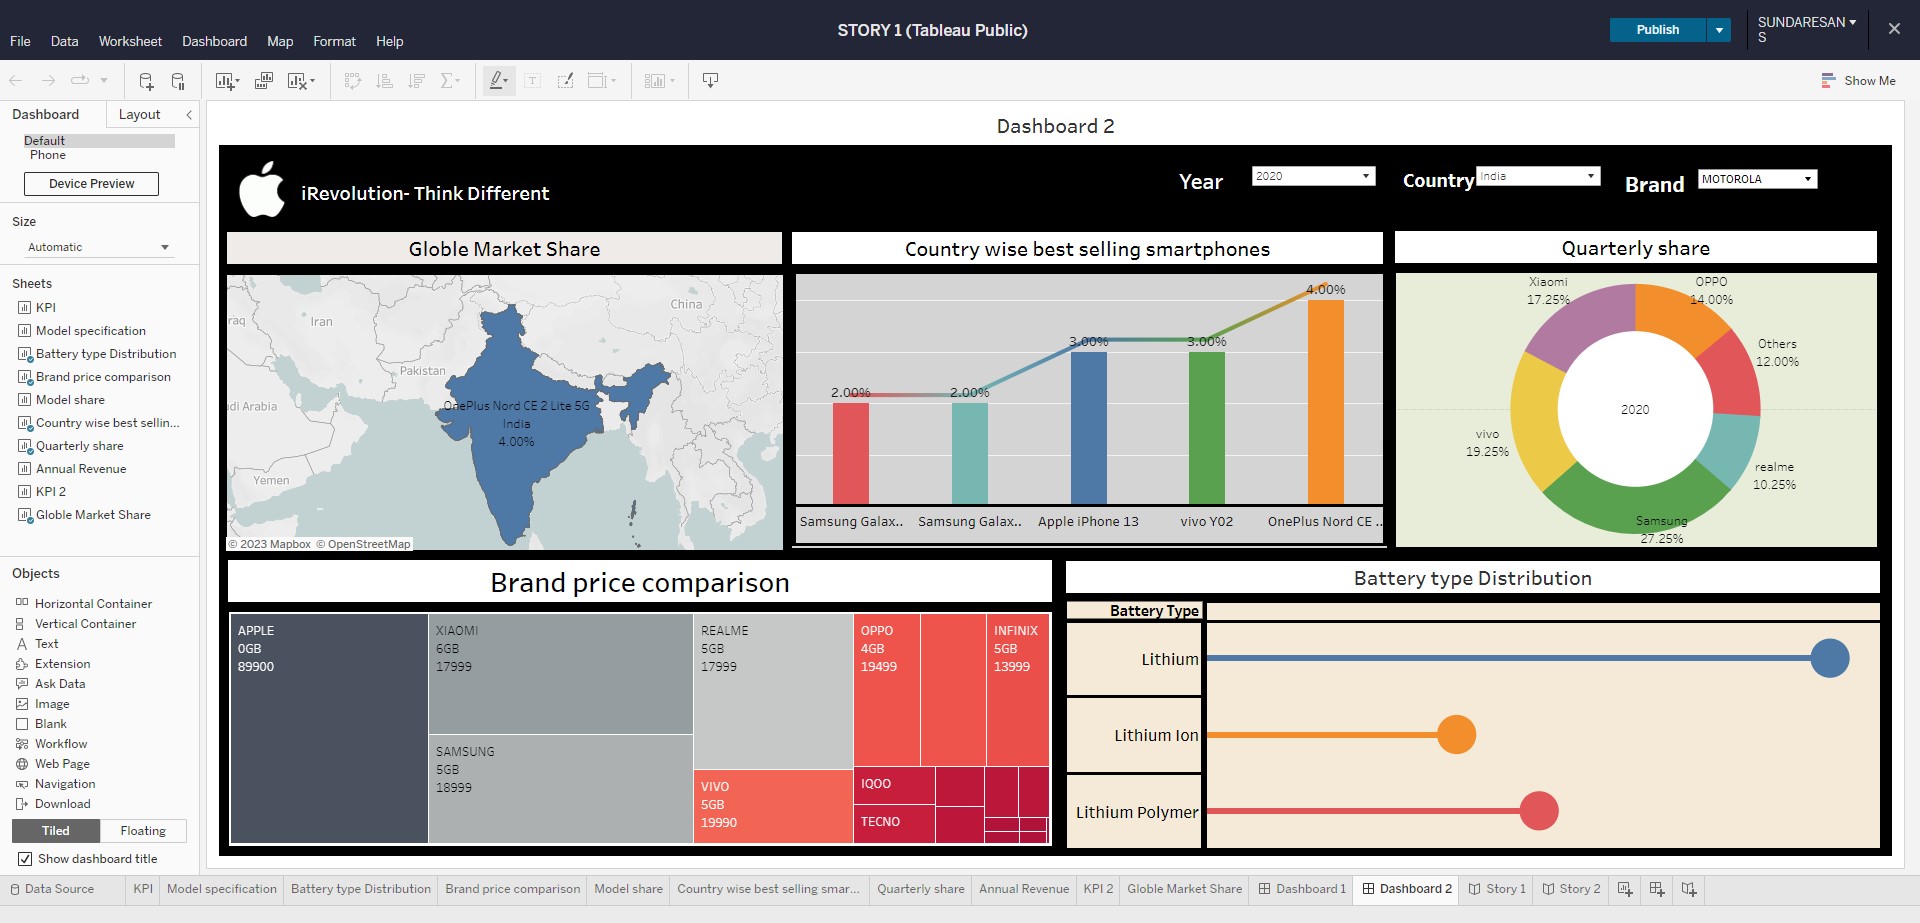 STORY 1 (Tableau Public)
Publish
SUNDARESAN
S
File Data Worksheet Dashboard Map Format Help
Show Me
Dashboard Layout
Default
Phone
Device Preview
Size
Automatic
Sheets
KPI
Model specification
Battery type Distribution
Brand price comparison
Model share
Country wise best sellin...
Quarterly share
Annual Revenue
KPI 2
Globle Market Share
Objects
Horizontal Container
Vertical Container
Text
Extension
Ask Data
Image
Blank
Workflow
Web Page
Navigation
Download
Tiled Floating
Show dashboard title
Dashboard 2
iRevolution- Think Different
Year
2020
Country
India
Brand
MOTOROLA
Globle Market Share
China
raq
Iran
Pakistan
di Arabia
Yemen
OnePlus Nord CE 2 Lite 5G
India
4.00%
© 2023 Mapbox © OpenStreetMap
Country wise best selling smartphones
2.00%
2.00%
3.00%
3.00%
4.00%
Samsung Galax..
Samsung Galax..
Apple iPhone 13
vivo Y02
OnePlus Nord CE ..
Quarterly share
Xiaomi
17.25%
OPPO
14.00%
Others
12.00%
2020
vivo
19.25%
realme
10.25%
Samsung
27.25%
Brand price comparison
APPLE
0GB
89900
XIAOMI
6GB
17999
SAMSUNG
5GB
18999
REALME
5GB
17999
VIVO
5GB
19990
OPPO
4GB
19499
INFINIX
5GB
13999
IQOO
TECNO
Battery type Distribution
Battery Type
Lithium
Lithium Ion
Lithium Polymer
Data Source KPI Model specification Battery type Distribution Brand price comparison Model share Country wise best selling smar... Quarterly share Annual Revenue KPI 2 Globle Market Share Dashboard 1 Dashboard 2 Story 1 Story 2